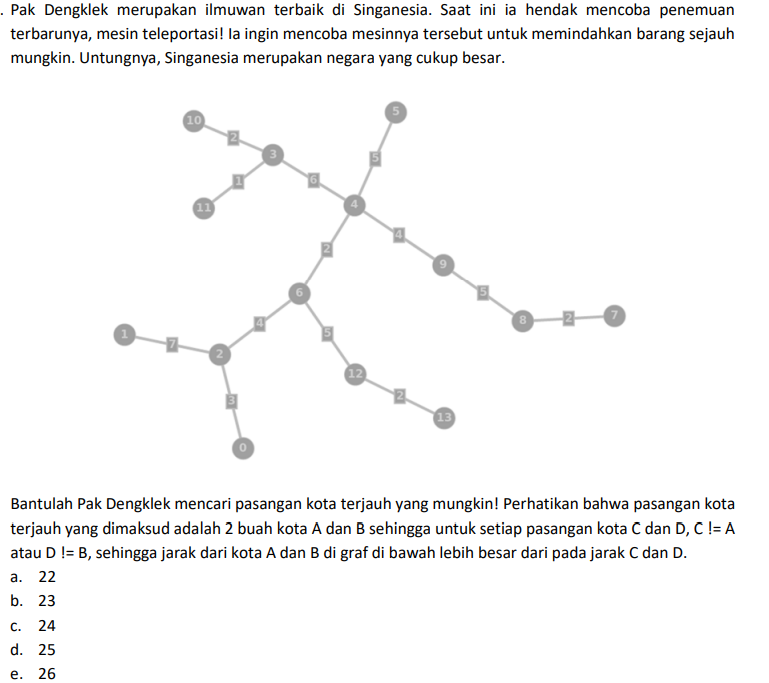 . Pak Dengklek merupakan ilmuwan terbaik di Singanesia. Saat ini ia hendak mencoba penemuan
terbarunya, mesin teleportasi! Ia ingin mencoba mesinnya tersebut untuk memindahkan barang sejauh
mungkin. Untungnya, Singanesia merupakan negara yang cukup besar.
5
10
2
3
5
1
6
11
4
4
2
9
6
5
8
2
7
4
1
7
2
5
12
3
2
13
0
Bantulah Pak Dengklek mencari pasangan kota terjauh yang mungkin! Perhatikan bahwa pasangan kota
terjauh yang dimaksud adalah 2 buah kota A dan B sehingga untuk setiap pasangan kota C dan D, C != A
atau D != B, sehingga jarak dari kota A dan B di graf di bawah lebih besar dari pada jarak C dan D.
a. 22
b. 23
c. 24
d. 25
e. 26